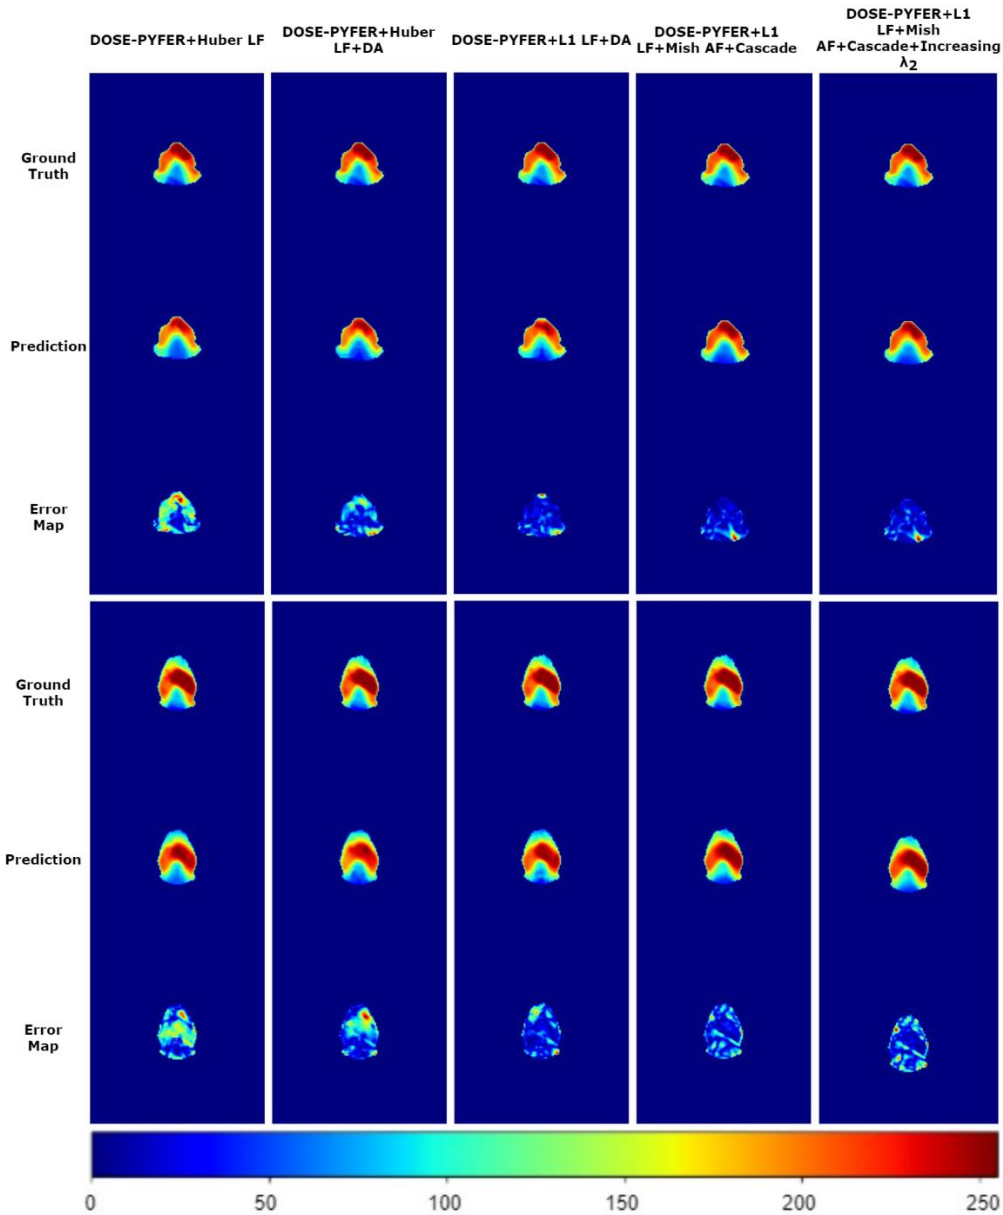 DOSE-PYFER+Huber LF
DOSE-PYFER+Huber
LF+DA
DOSE-PYFER+L1 LF+DA
DOSE-PYFER+L1
LF+Mish AF+Cascade
DOSE-PYFER+L1
LF+Mish
AF+Cascade+Increasing
λ2
Ground
Truth
Prediction
Error
Map
Ground
Truth
Prediction
Error
Map
0 50 100 150 200 250